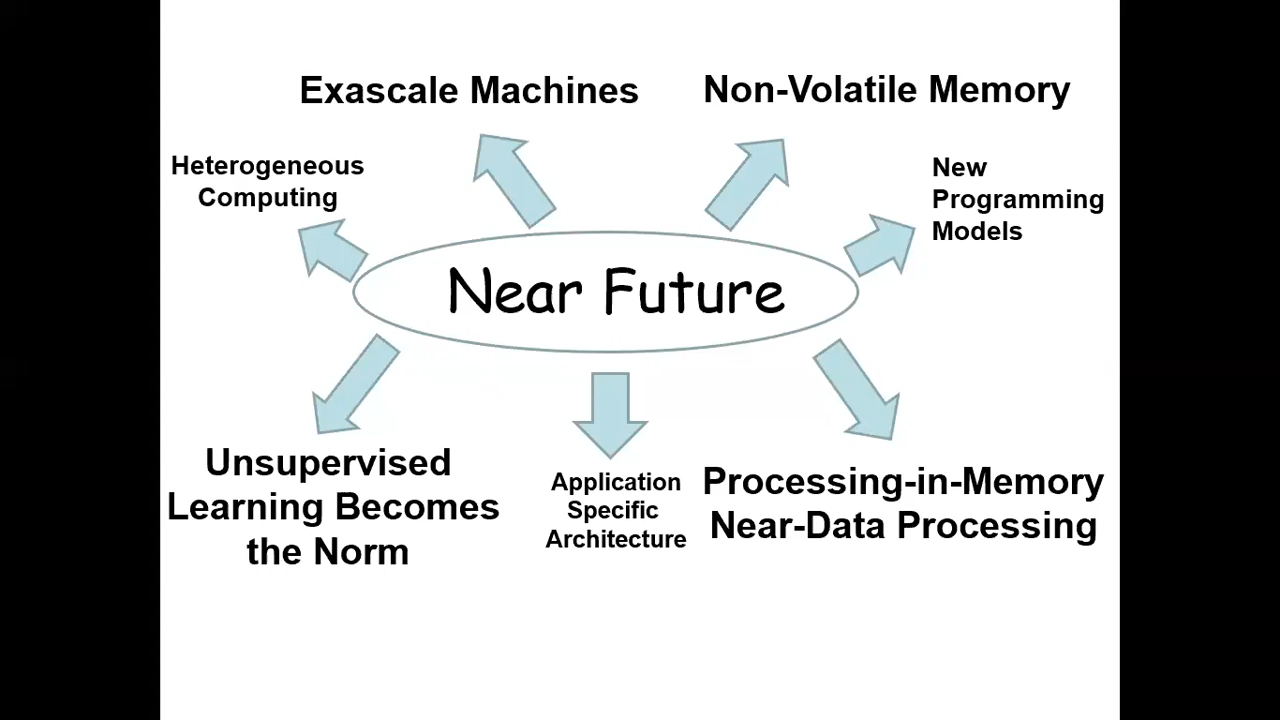 Exascale Machines
Non-Volatile Memory
Heterogeneous
Computing
New
Programming
Models
Near Future
Unsupervised
Learning Becomes
the Norm
Application
Specific
Architecture
Processing-in-Memory
Near-Data Processing